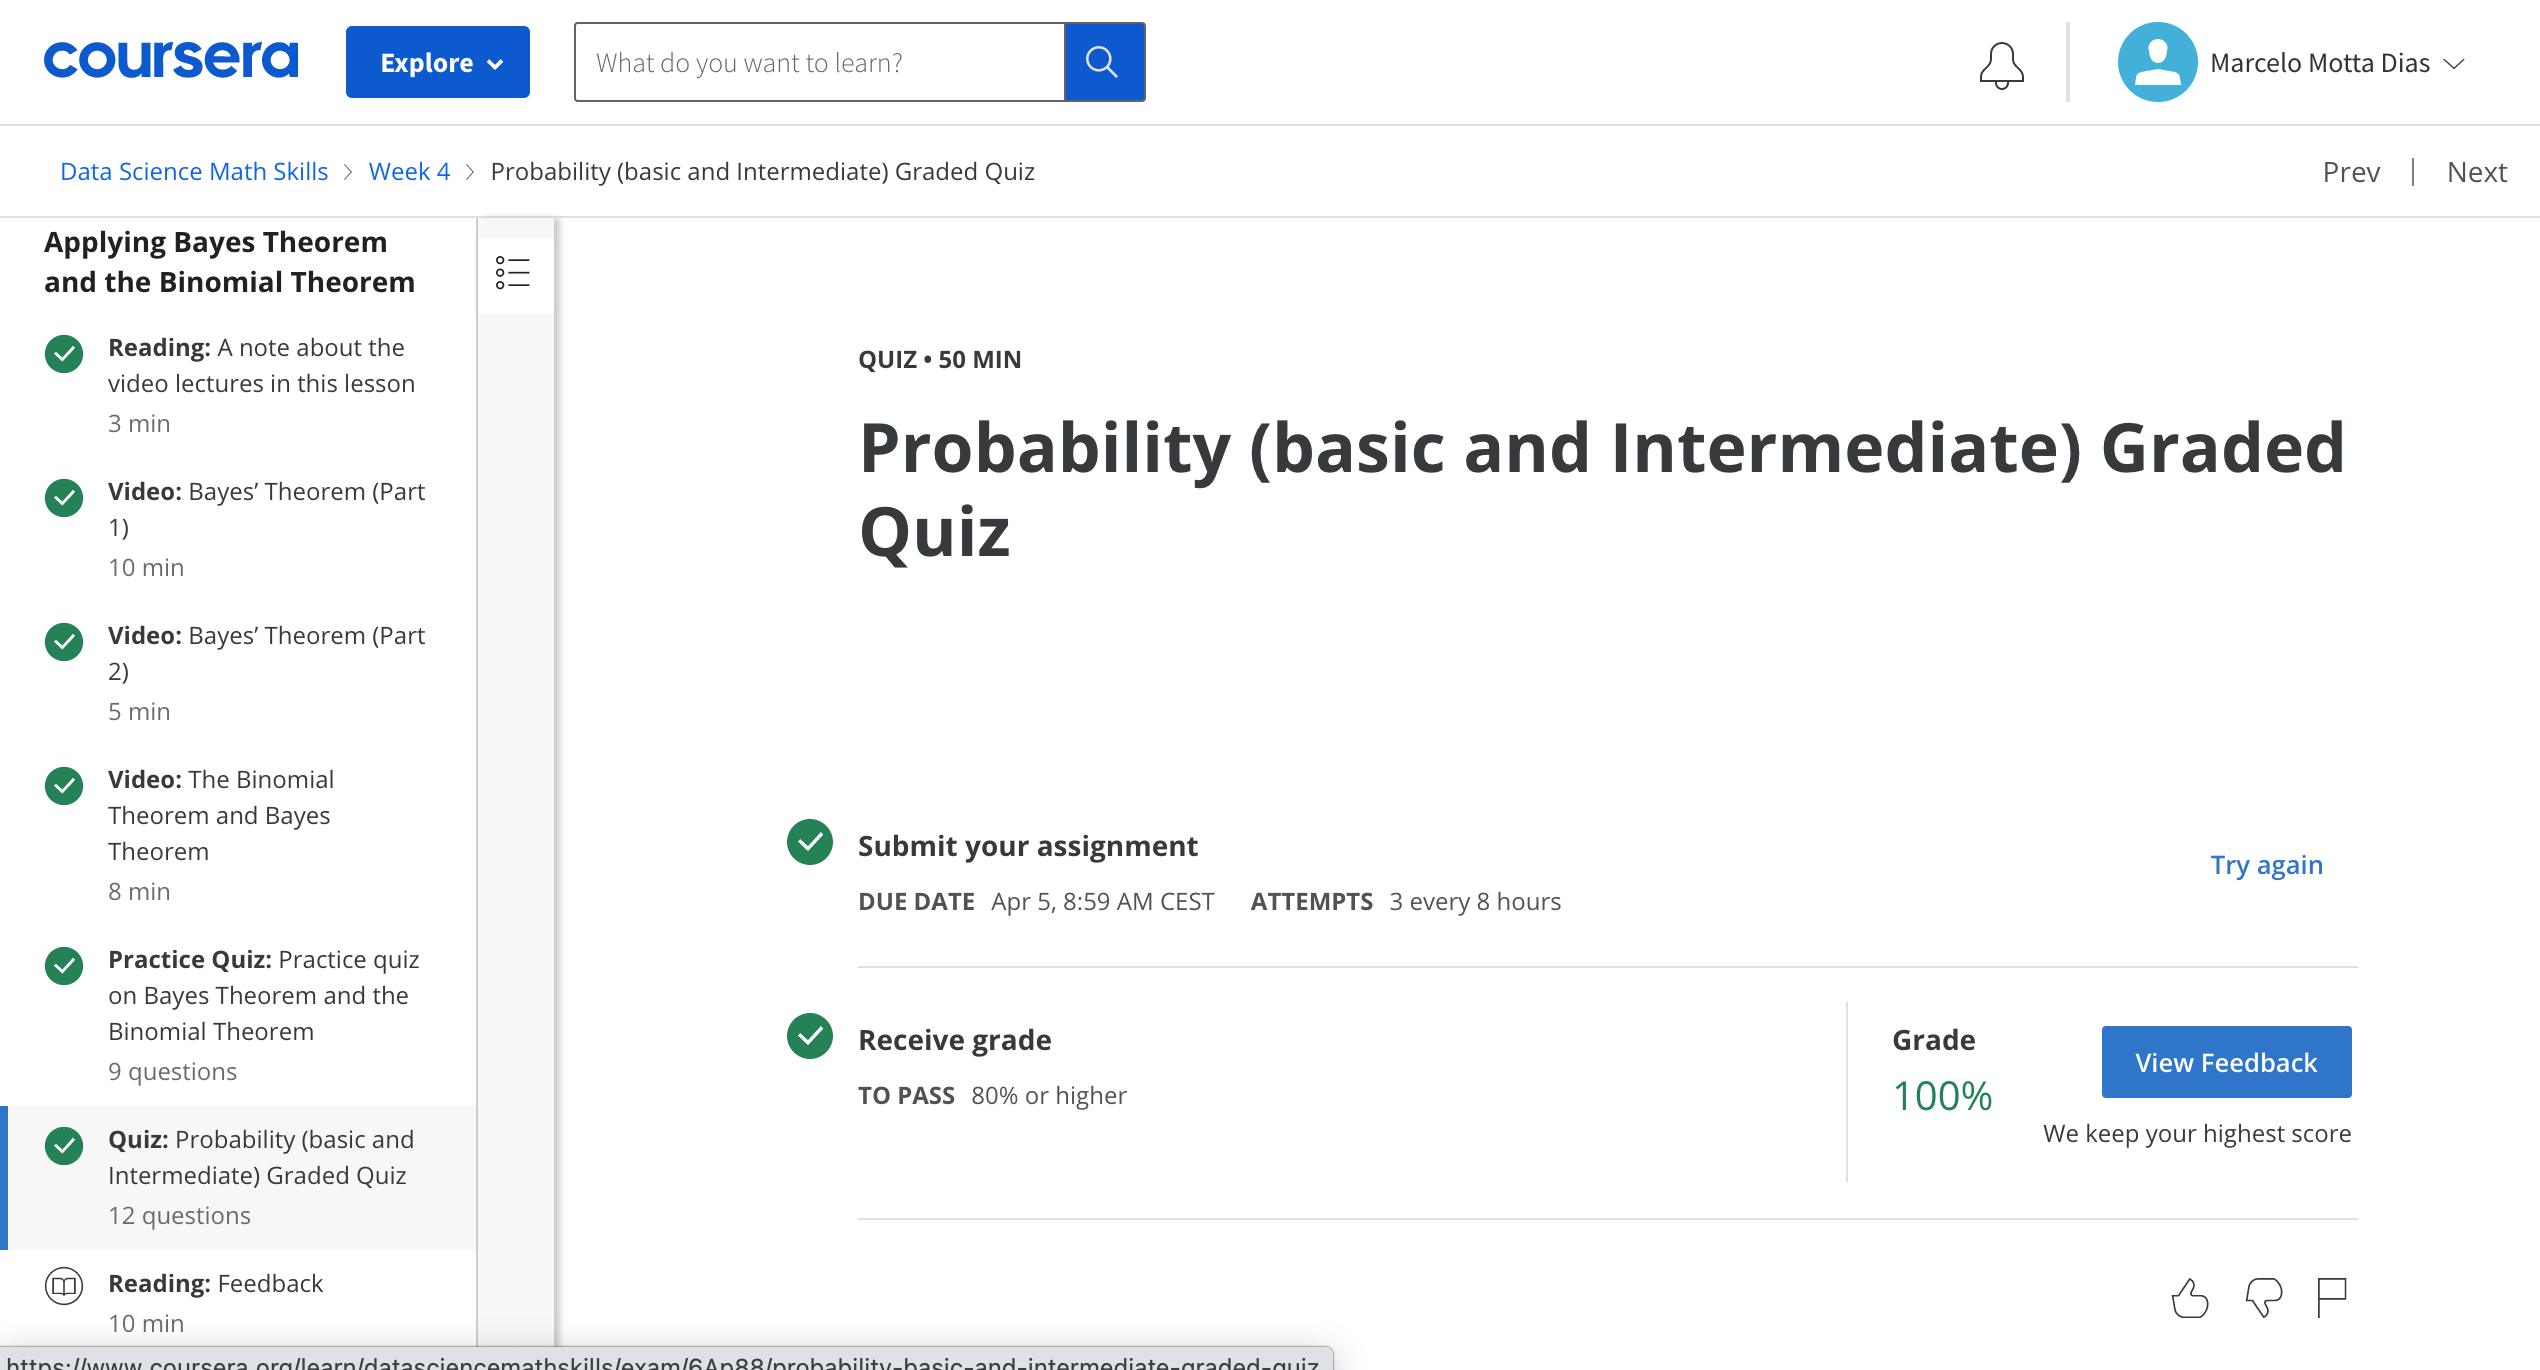 coursera
Explore
What do you want to learn?
Marcelo Motta Dias
Data Science Math Skills > Week 4 > Probability (basic and Intermediate) Graded Quiz
Prev | Next
Applying Bayes Theorem
and the Binomial Theorem
Reading: A note about the
video lectures in this lesson
3 min
Video: Bayes’ Theorem (Part
1)
10 min
Video: Bayes’ Theorem (Part
2)
5 min
Video: The Binomial
Theorem and Bayes
Theorem
8 min
Practice Quiz: Practice quiz
on Bayes Theorem and the
Binomial Theorem
9 questions
Quiz: Probability (basic and
Intermediate) Graded Quiz
12 questions
Reading: Feedback
10 min
QUIZ • 50 MIN
Probability (basic and Intermediate) Graded
Quiz
Submit your assignment
Try again
DUE DATE Apr 5, 8:59 AM CEST ATTEMPTS 3 every 8 hours
Receive grade
TO PASS 80% or higher
Grade
100%
View Feedback
We keep your highest score
https://www.coursera.org/learn/datasciencemathskills/exam/6Ap88/probability-basic-and-intermediate-graded-quiz